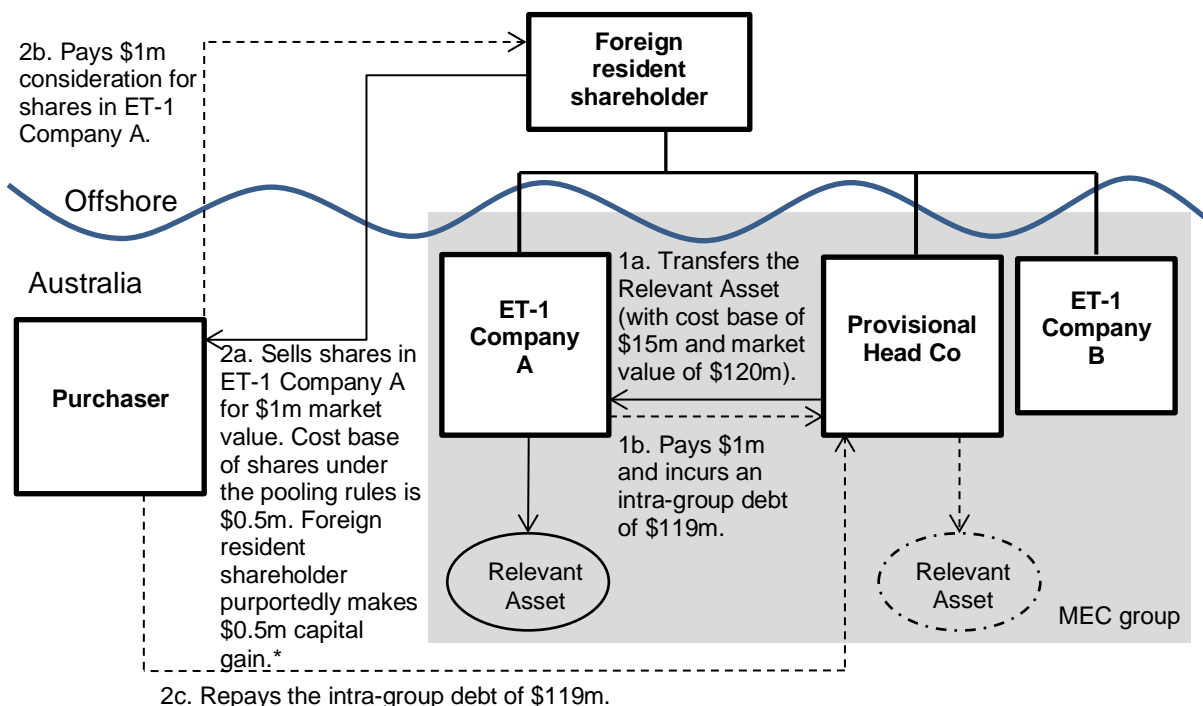 2b. Pays $1m
consideration for
shares in ET-1
Company A.
Foreign
resident
shareholder
Offshore
Australia
Purchaser
2a. Sells shares in
ET-1 Company A
for $1m market
value. Cost base
of shares under
the pooling rules is
$0.5m. Foreign
resident
shareholder
purportedly makes
$0.5m capital
gain.*
ET-1
Company
A
1a. Transfers the
Relevant Asset
(with cost base of
$15m and market
value of $120m).
1b. Pays $1m
and incurs an
intra-group debt
of $119m.
Provisional
Head Co
ET-1
Company
B
Relevant
Asset
Relevant
Asset
MEC group
2c. Repays the intra-group debt of $119m.